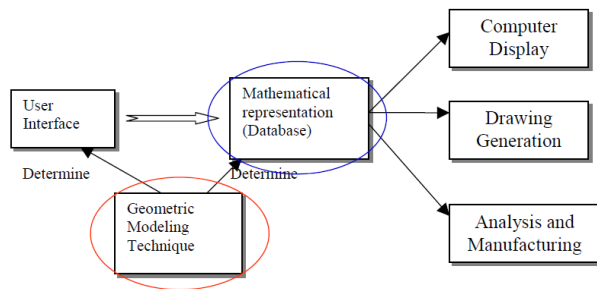 Computer
Display
User
Interface
Mathematical
representation
(Database)
Drawing
Generation
Determine
Determine
Geometric
Modeling
Technique
Analysis and
Manufacturing